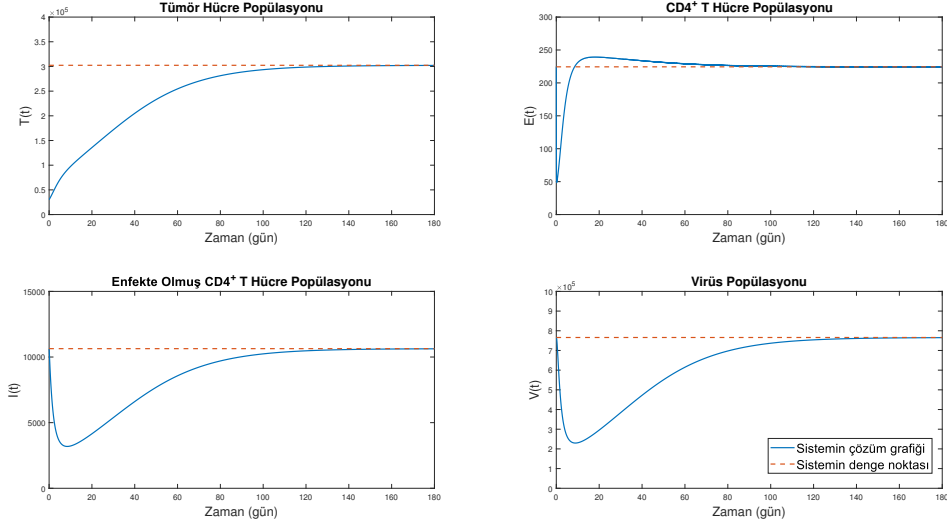 Tümör Hücre Popülasyonu
×10⁵
4
3.5
3
2.5
2
1.5
1
0.5
0
T(t)
0 20 40 60 80 100 120 140 160 180
Zaman (gün)
CD4⁺ T Hücre Popülasyonu
300
250
200
150
100
50
0
E(t)
0 20 40 60 80 100 120 140 160 180
Zaman (gün)
Enfekte Olmuş CD4⁺ T Hücre Popülasyonu
15000
10000
5000
0
I(t)
0 20 40 60 80 100 120 140 160 180
Zaman (gün)
Virüs Popülasyonu
×10⁵
10
9
8
7
6
5
4
3
2
1
0
V(t)
0 20 40 60 80 100 120 140 160 180
Zaman (gün)
Sistemin çözüm grafiği
Sistemin denge noktası